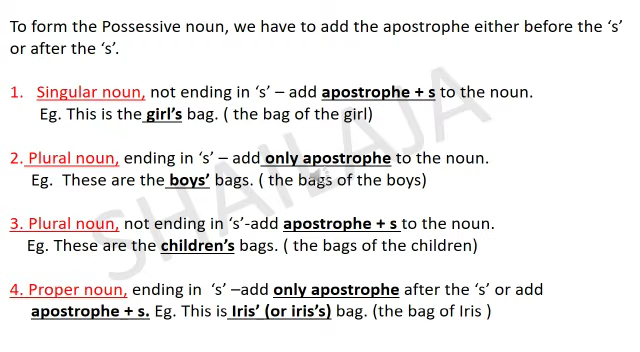 To form the Possessive noun, we have to add the apostrophe either before the ‘s’
or after the ‘s’.
1. Singular noun, not ending in ‘s’ – add apostrophe + s to the noun.
Eg. This is the girl’s bag. ( the bag of the girl)
2. Plural noun, ending in ‘s’ – add only apostrophe to the noun.
Eg. These are the boys’ bags. ( the bags of the boys)
3. Plural noun, not ending in ‘s’-add apostrophe + s to the noun.
Eg. These are the children’s bags. ( the bags of the children)
4. Proper noun, ending in ‘s’ –add only apostrophe after the ‘s’ or add
apostrophe + s. Eg. This is Iris’ (or iris’s) bag. (the bag of Iris )
SHAILAJA